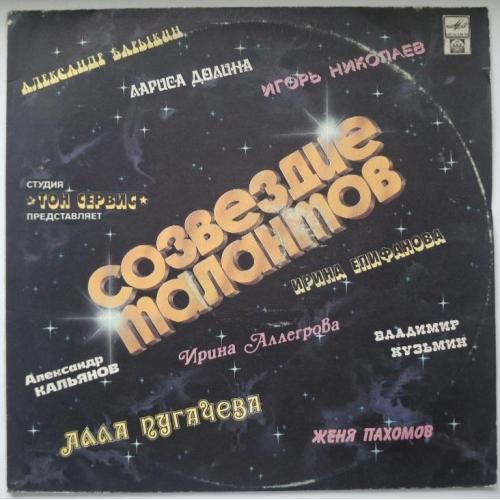 АЛЕКСАНДР БАРЫКИН
ЛАРИСА ДОЛИНА
ИГОРЬ НИКОЛАЕВ
СТУДИЯ
«ТОН СЕРВИС»
ПРЕДСТАВЛЯЕТ
СОЗВЕЗДИЕ
ТАЛАНТОВ
ИРИНА ЕПИФАНОВА
Александр
КАЛЬЯНОВ
Ирина Аллегрова
ВЛАДИМИР
КУЗЬМИН
АЛЛА ПУГАЧЕВА
ЖЕНЯ ПАХОМОВ